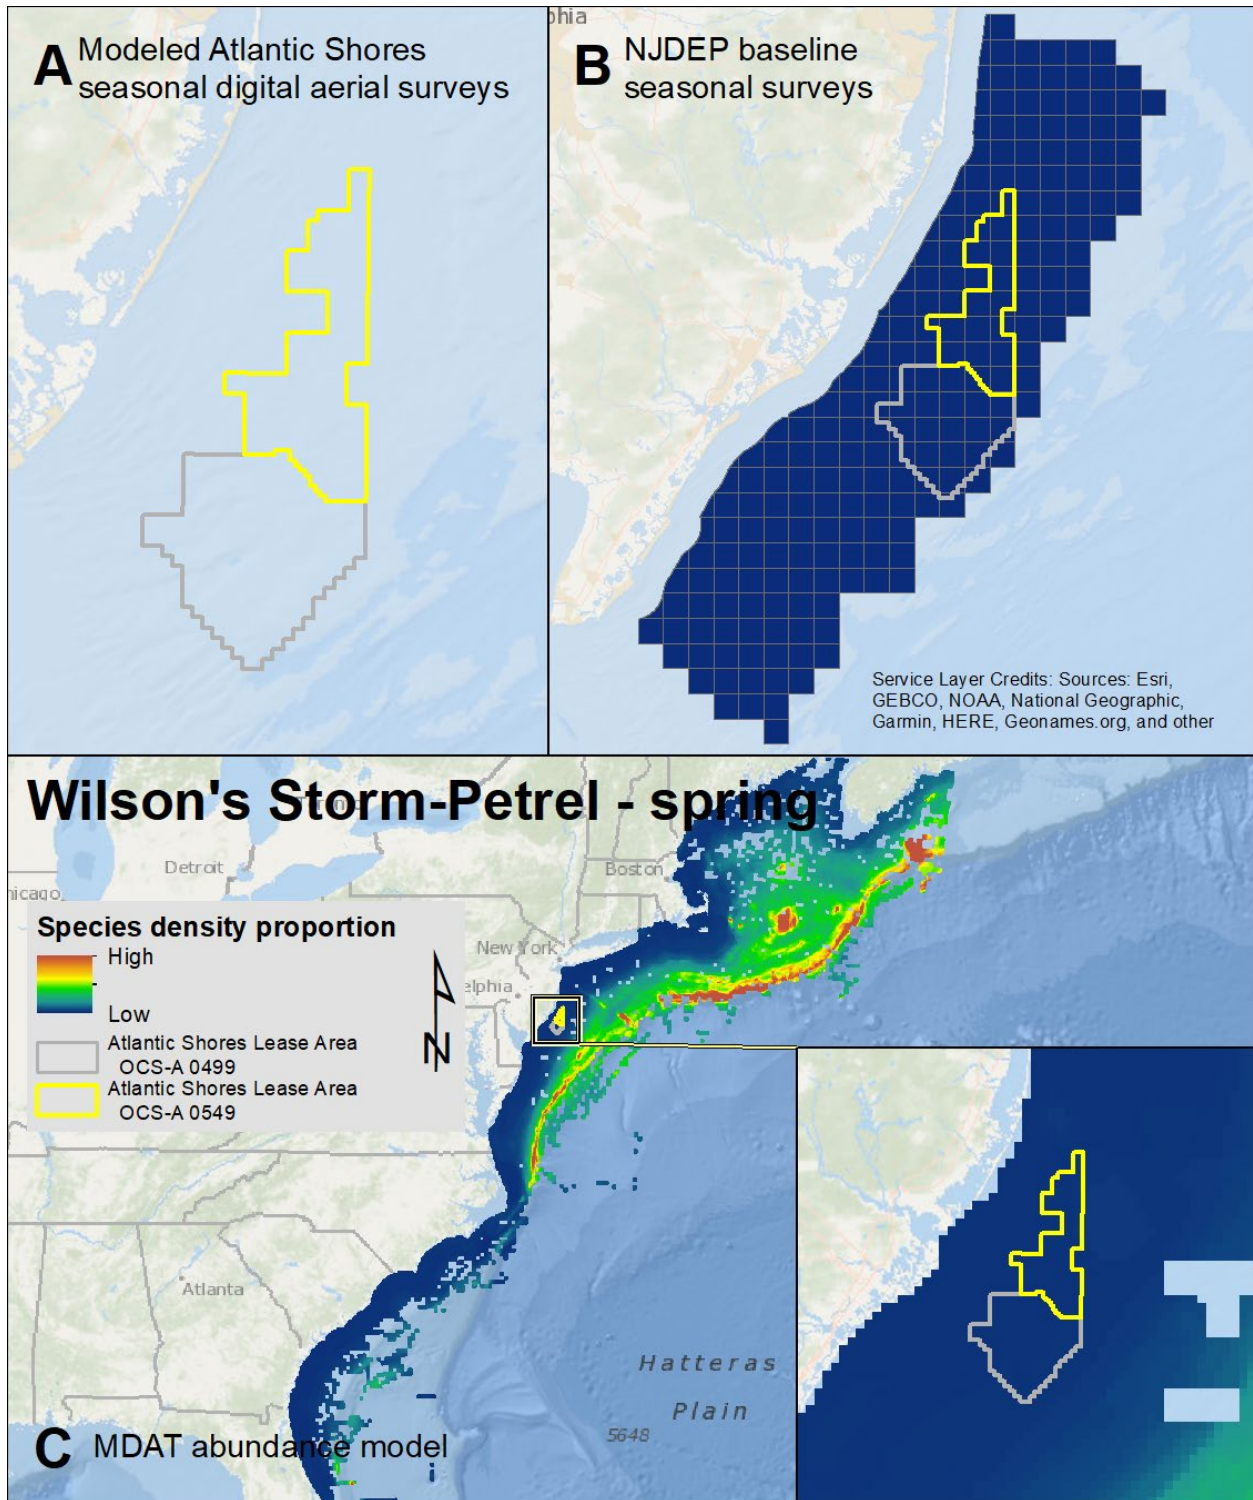 phia
A Modeled Atlantic Shores
seasonal digital aerial surveys
B NJDEP baseline
seasonal surveys
Service Layer Credits: Sources: Esri,
GEBCO, NOAA, National Geographic,
Garmin, HERE, Geonames.org, and other
Wilson's Storm-Petrel - spring
Detroit
Boston
hicago
Species density proportion
High
Low
Atlantic Shores Lease Area
OCS-A 0499
Atlantic Shores Lease Area
OCS-A 0549
N
New York
elphia
Atlanta
Hatteras
Plain
5648
C MDAT abundance model